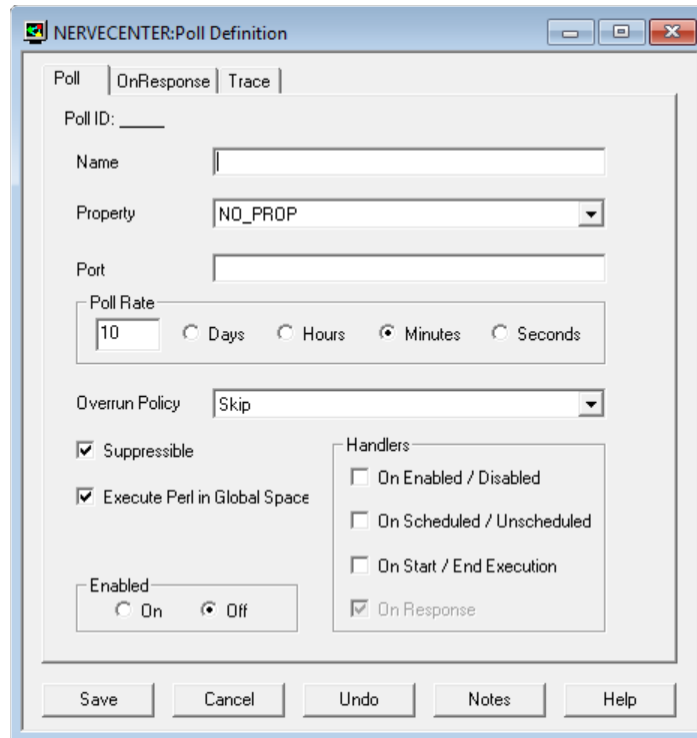 NERVECENTER:Poll Definition
Poll OnResponse Trace
Poll ID: _____
Name
Property NO_PROP
Port
Poll Rate
10 Days Hours Minutes Seconds
Overrun Policy Skip
Suppressible
Execute Perl in Global Space
Handlers
On Enabled / Disabled
On Scheduled / Unscheduled
On Start / End Execution
On Response
Enabled
On Off
Save Cancel Undo Notes Help